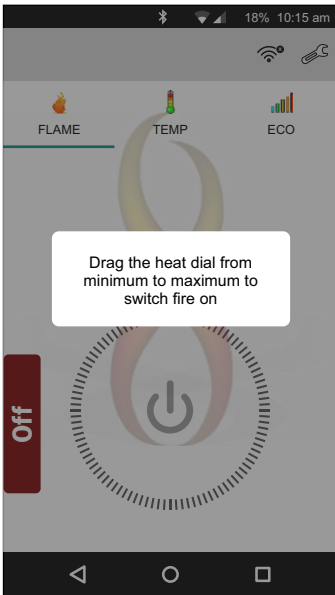 18% 10:15 am
FLAME TEMP ECO
Drag the heat dial from
minimum to maximum to
switch fire on
Off